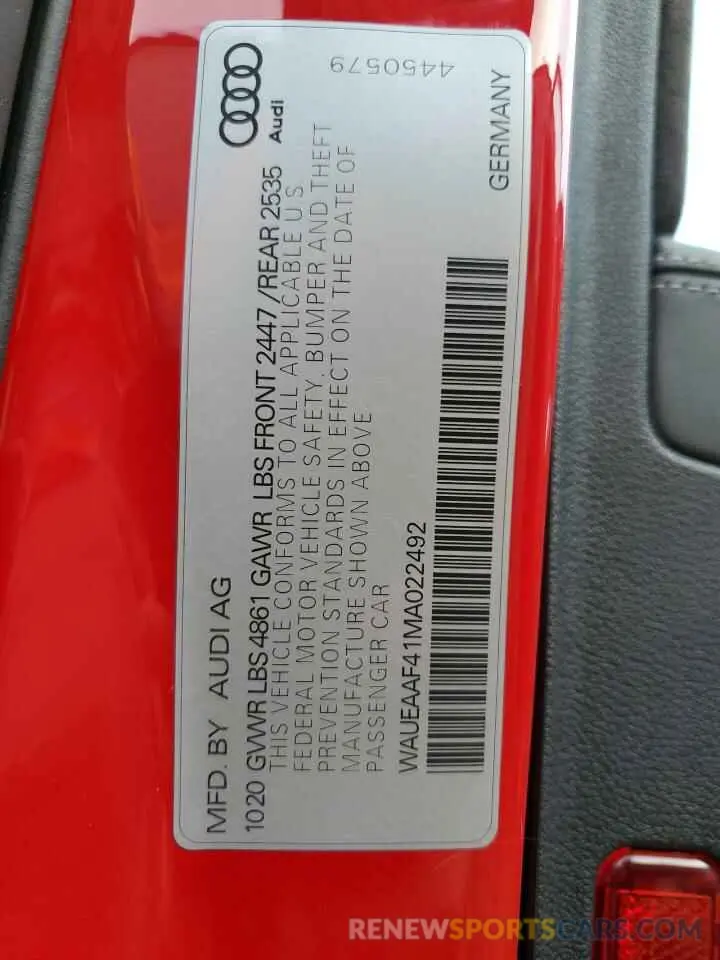 MFD. BY AUDI AG
Audi
10 20 GVWR LBS 4861 GAWR LBS FRONT 2447 /REAR 2535
THIS VEHICLE CONFORMS TO ALL APPLICABLE U S
FEDERAL MOTOR VEHICLE SAFETY, BUMPER AND THEFT
PREVENTION STANDARDS IN EFFECT ON THE DATE OF
MANUFACTURE SHOWN ABOVE
PASSENGER CAR
WAUEAAF41MA022492
4450579
GERMANY
RENEWSPORTSCARS.COM